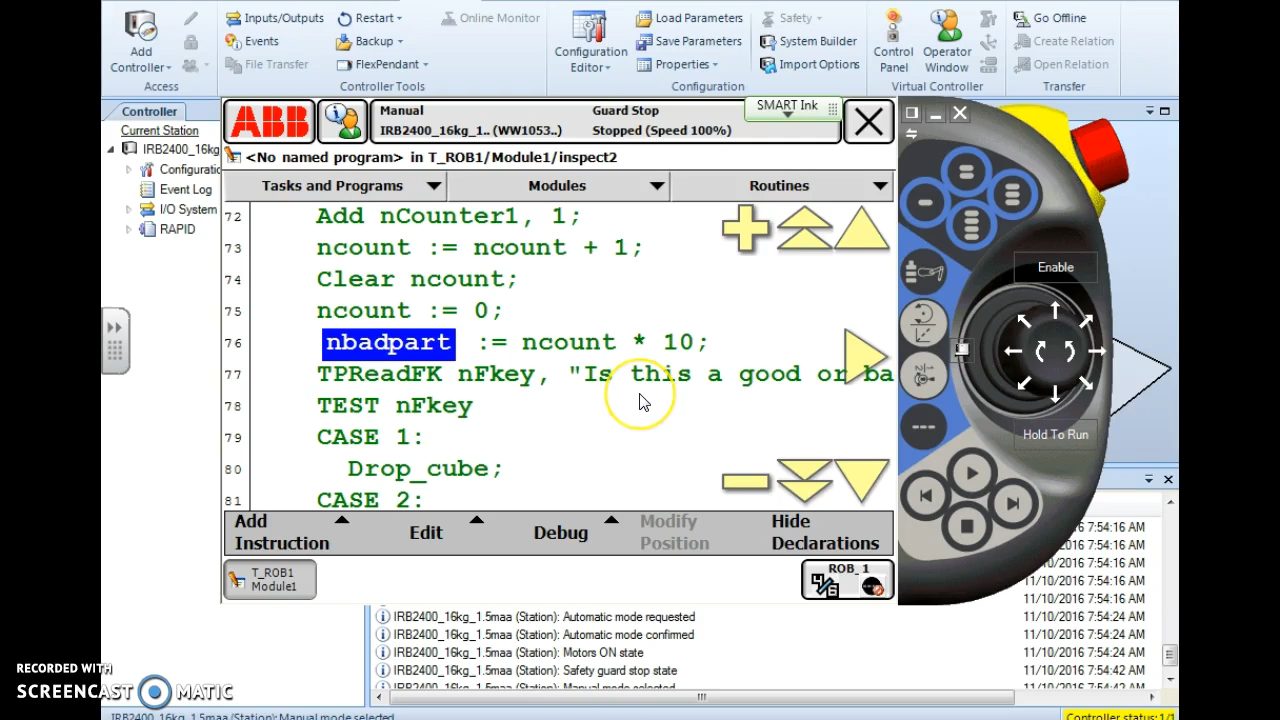 Add
Controller
Access
Inputs/Outputs
Events
File Transfer
Restart
Backup
FlexPendant
Online Monitor
Controller Tools
Configuration
Editor
Load Parameters
Save Parameters
Properties
Configuration
Safety
System Builder
Import Options
Control
Panel
Operator
Window
Virtual Controller
Go Offline
Create Relation
Open Relation
Transfer
Controller
Current Station
IRB2400_16kg
Configuratio
Event Log
I/O System
RAPID
ABB
Manual
IRB2400_16kg_1.. (WW1053..)
Guard Stop
Stopped (Speed 100%)
SMART Ink
<No named program> in T_ROB1/Module1/inspect2
Tasks and Programs
Modules
Routines
72 Add nCounter1, 1;
73 ncount := ncount + 1;
74 Clear ncount;
75 ncount := 0;
76 nbadpart := ncount * 10;
77 TPReadFK nFkey, "Is this a good or ba
78 TEST nFkey
79 CASE 1:
80 Drop_cube;
81 CASE 2:
Add
Instruction
Edit
Debug
Modify
Position
Hide
Declarations
T_ROB1
Module1
ROB_1
Enable
Hold To Run
6 7:54:16 AM
11/10/2016 7:54:16 AM
11/10/2016 7:54:16 AM
11/10/2016 7:54:16 AM
11/10/2016 7:54:16 AM
IRB2400_16kg_1.5maa (Station): Automatic mode requested 11/10/2016 7:54:24 AM
IRB2400_16kg_1.5maa (Station): Automatic mode confirmed 11/10/2016 7:54:24 AM
IRB2400_16kg_1.5maa (Station): Motors ON state 11/10/2016 7:54:24 AM
IRB2400_16kg_1.5maa (Station): Safety guard stop state 11/10/2016 7:54:42 AM
IRB2400_16kg_1.5maa (Station): Manual mode selected 11/10/2016 7:54:42 AM
IRB2400_16kg_1.5maa (Station): Manual mode selected
Controller status: 1/1
RECORDED WITH
SCREENCAST MATIC